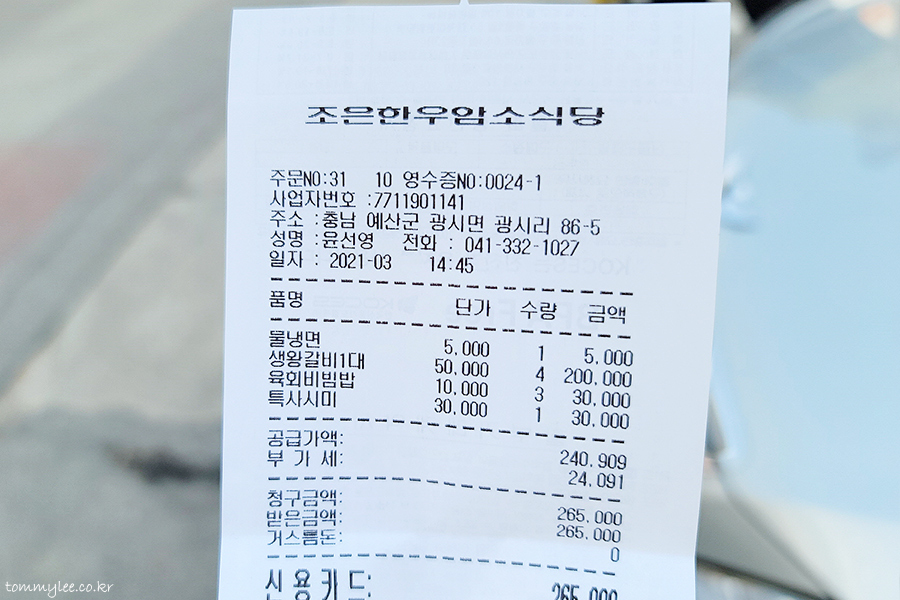 조은한우암소식당
주문NO:31 10 영수증NO:0024-1
사업자번호 :7711901141
주소 :충남 예산군 광시면 광시리 86-5
성명 :윤선영 전화 : 041-332-1027
일자 : 2021-03 14:45
품명 단가 수량 금액
물냉면 5,000 1 5,000
생왕갈비1대 50,000 4 200,000
육회비빔밥 10,000 3 30,000
특사시미 30,000 1 30,000
공급가액: 240,909
부 가 세: 24,091
청구금액: 265,000
받은금액: 265,000
거스름돈: 0
신용카드: 265,000
tommylee.co.kr